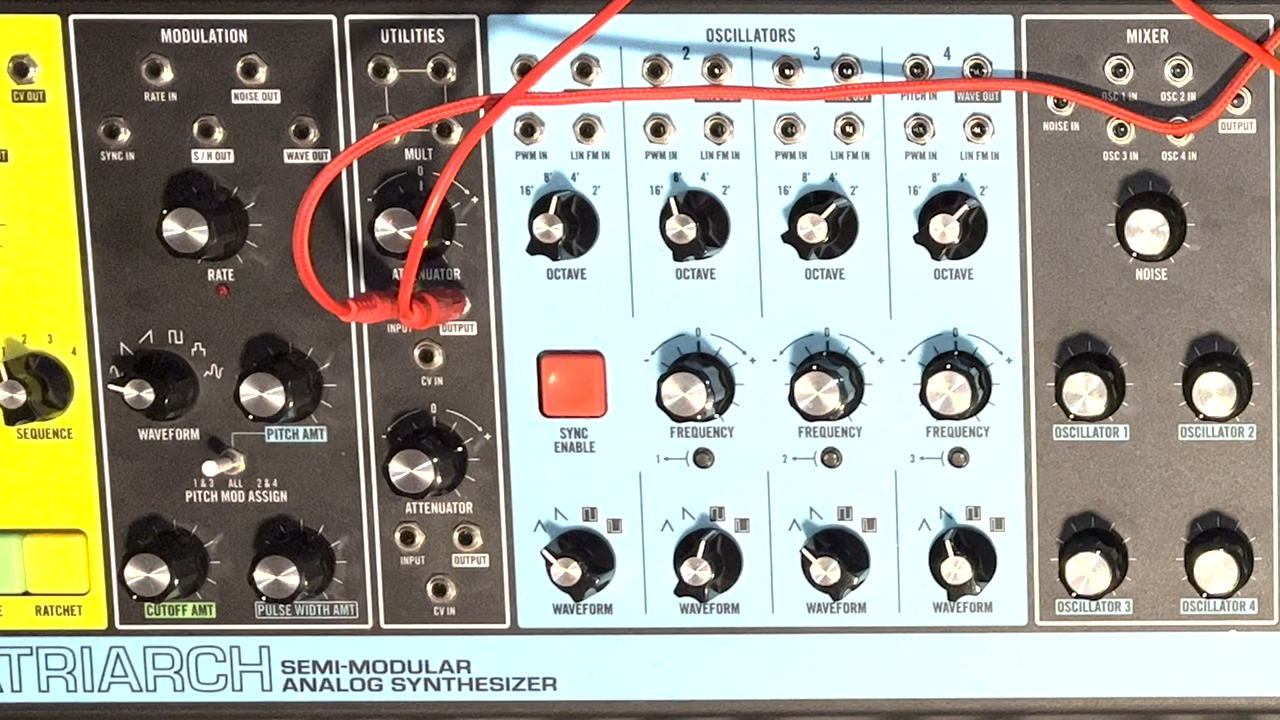 MODULATION UTILITIES OSCILLATORS MIXER
2 3 4
CV OUT RATE IN NOISE OUT PITCH IN WAVE OUT OSC 1 IN OSC 2 IN
NOISE IN OUTPUT
SYNC IN S/H OUT WAVE OUT MULT PWM IN LIN FM IN PWM IN LIN FM IN PWM IN LIN FM IN PWM IN LIN FM IN OSC 3 IN OSC 4 IN
0 +
16' 8' 4' 2' 16' 8' 4' 2' 16' 8' 4' 2' 16' 8' 4' 2'
RATE ATTENUATOR OCTAVE OCTAVE OCTAVE OCTAVE NOISE
INPUT OUTPUT
1 2 3 4
- 0 + - 0 + - 0 +
CV IN
SEQUENCE WAVEFORM PITCH AMT 0 + SYNC ENABLE FREQUENCY FREQUENCY FREQUENCY OSCILLATOR 1 OSCILLATOR 2
1 2 3
1 & 3 ALL 2 & 4
PITCH MOD ASSIGN
ATTENUATOR
INPUT OUTPUT
RATCHET CUTOFF AMT PULSE WIDTH AMT CV IN WAVEFORM WAVEFORM WAVEFORM WAVEFORM OSCILLATOR 3 OSCILLATOR 4
TRIARCH SEMI-MODULAR
ANALOG SYNTHESIZER